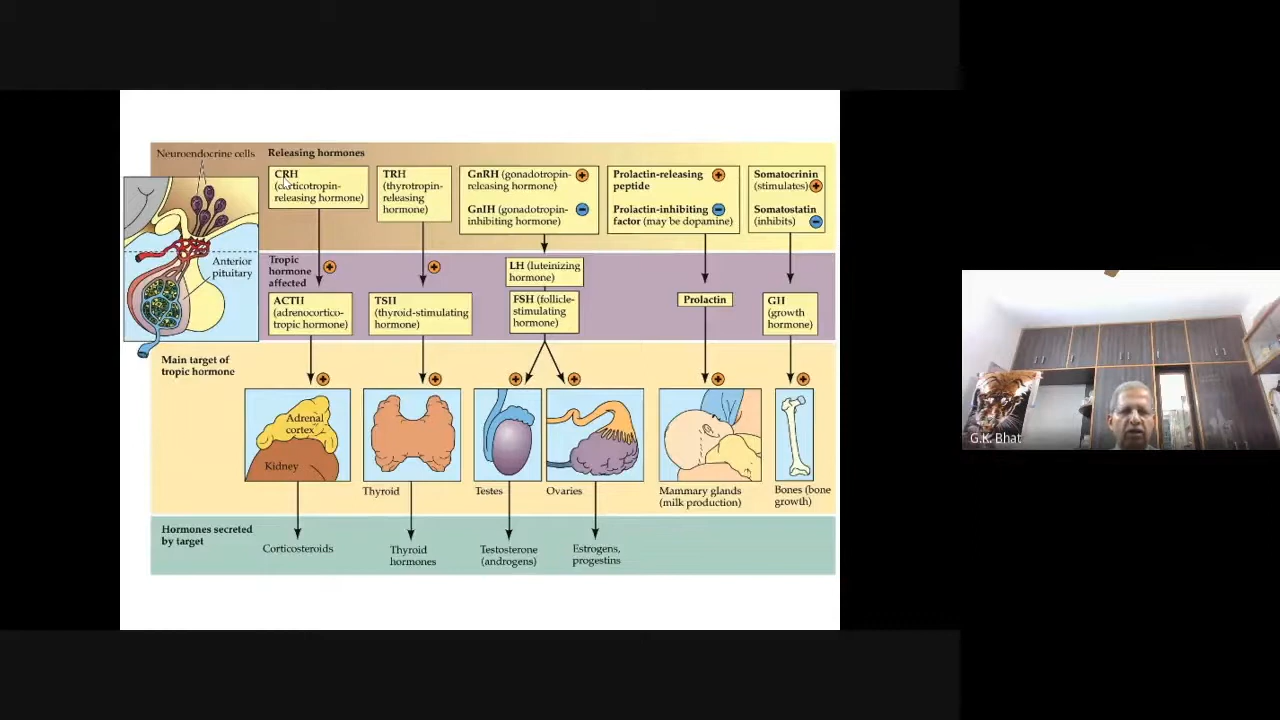 Neuroendocrine cells
Releasing hormones
CRH
(corticotropin-
releasing hormone)
TRH
(thyrotropin-
releasing
hormone)
GnRH (gonadotropin-
releasing hormone)
GnIH (gonadotropin-
inhibiting hormone)
Prolactin-releasing
peptide
Prolactin-inhibiting
factor (may be dopamine)
Somatocrinin
(stimulates)
Somatostatin
(inhibits)
Anterior
pituitary
Tropic
hormone
affected
ACTH
(adrenocortico-
tropic hormone)
TSH
(thyroid-stimulating
hormone)
LH (luteinizing
hormone)
FSH (follicle-
stimulating
hormone)
Prolactin
GH
(growth
hormone)
Main target of
tropic hormone
Adrenal
cortex
Kidney
Thyroid
Testes
Ovaries
Mammary glands
(milk production)
Bones (bone
growth)
Hormones secreted
by target
Corticosteroids
Thyroid
hormones
Testosterone
(androgens)
Estrogens,
progestins
G.K. Bhat